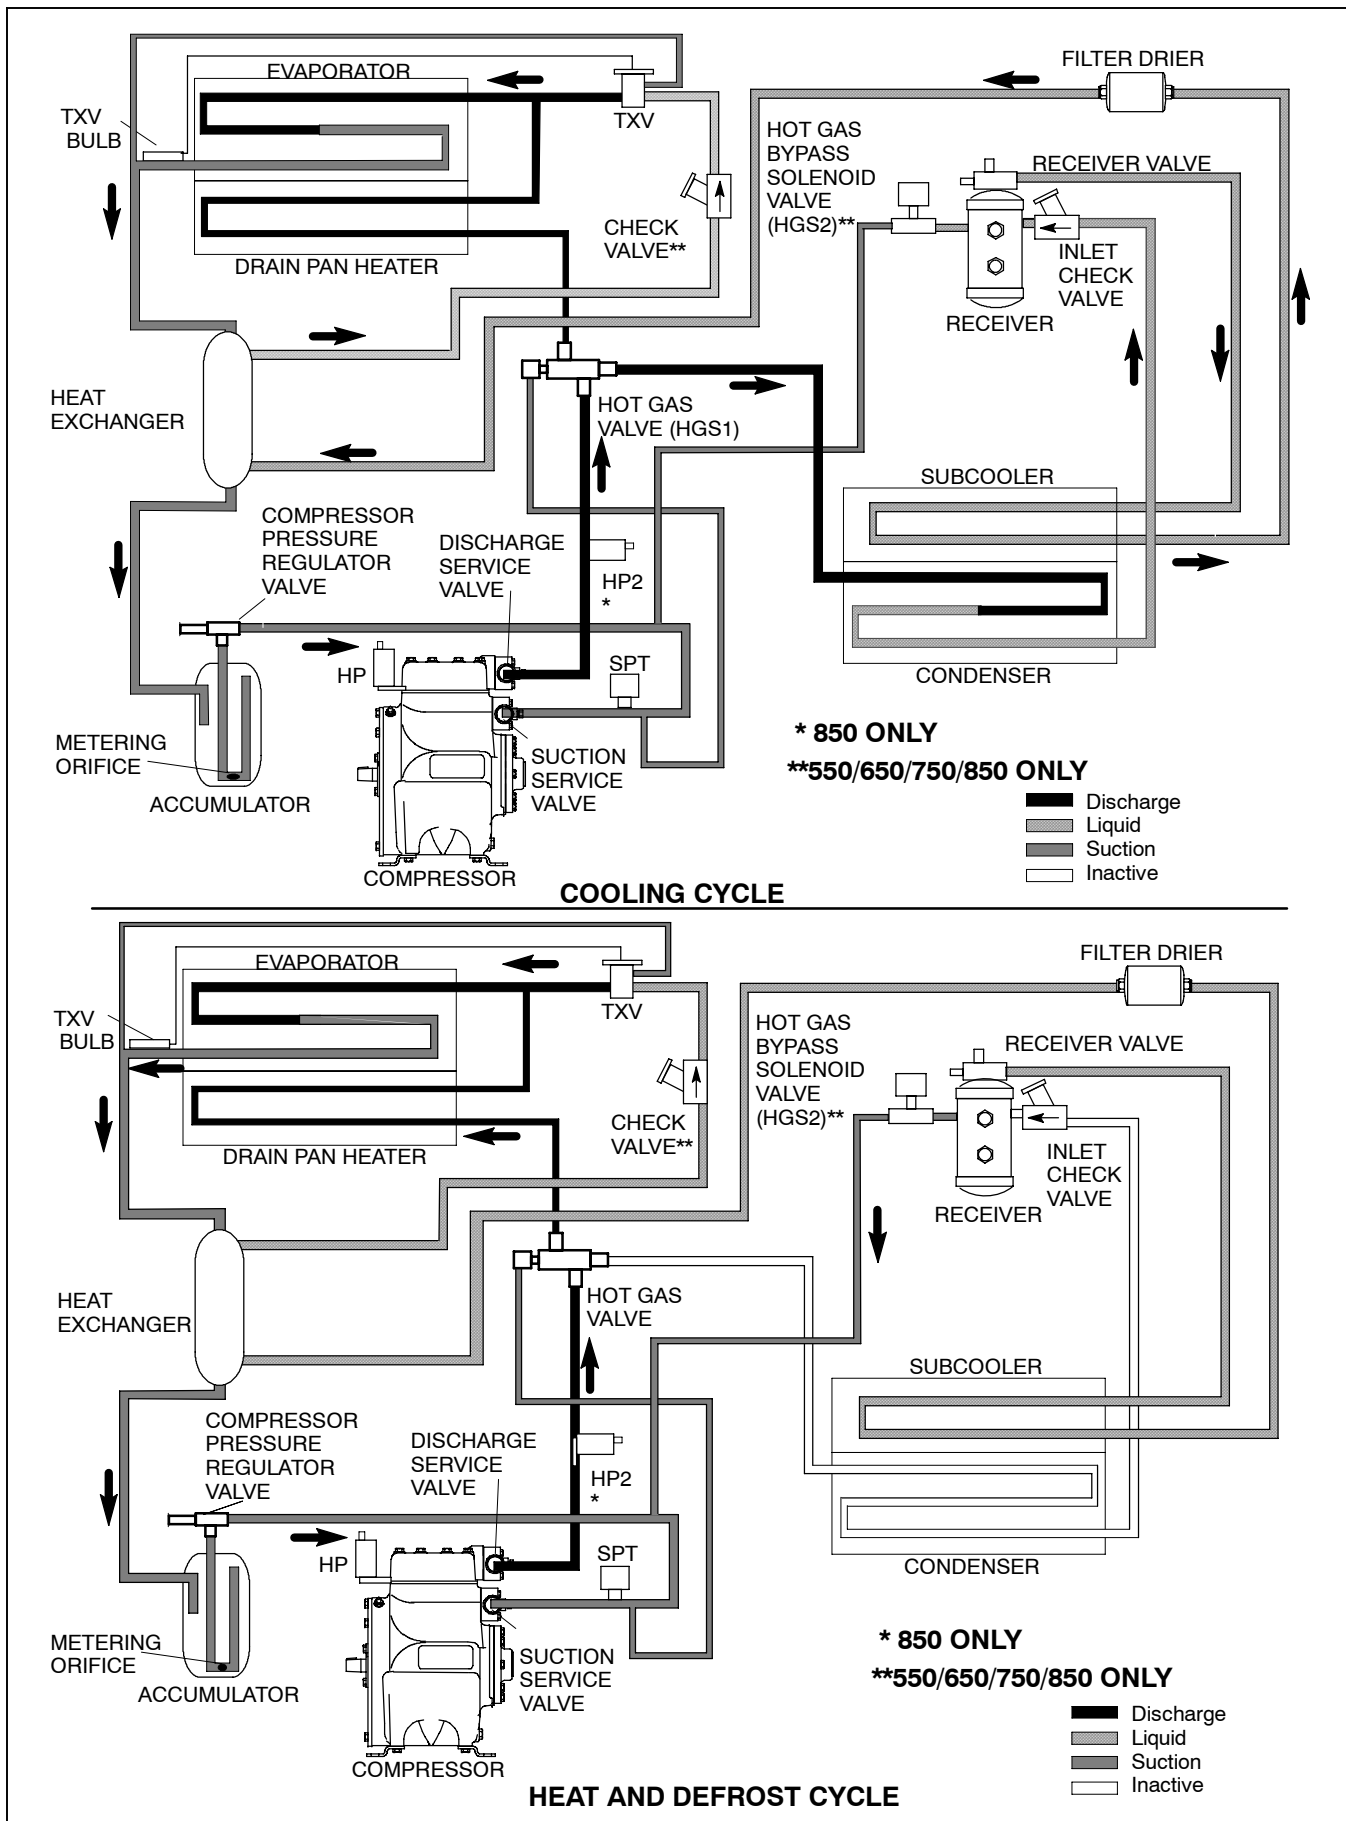 FILTER DRIER
EVAPORATOR
TXV
BULB
TXV
HOT GAS
BYPASS
SOLENOID
VALVE
(HGS2)**
RECEIVER VALVE
CHECK
VALVE**
DRAIN PAN HEATER
INLET
CHECK
VALVE
RECEIVER
HEAT
EXCHANGER
HOT GAS
VALVE (HGS1)
SUBCOOLER
COMPRESSOR
PRESSURE
REGULATOR
VALVE
DISCHARGE
SERVICE
VALVE
HP2
*
HP
SPT
CONDENSER
METERING
ORIFICE
ACCUMULATOR
SUCTION
SERVICE
VALVE
COMPRESSOR
* 850 ONLY
**550/650/750/850 ONLY
Discharge
Liquid
Suction
Inactive
COOLING CYCLE
FILTER DRIER
EVAPORATOR
TXV
BULB
TXV
HOT GAS
BYPASS
SOLENOID
VALVE
(HGS2)**
RECEIVER VALVE
CHECK
VALVE**
DRAIN PAN HEATER
INLET
CHECK
VALVE
RECEIVER
HEAT
EXCHANGER
HOT GAS
VALVE
SUBCOOLER
COMPRESSOR
PRESSURE
REGULATOR
VALVE
DISCHARGE
SERVICE
VALVE
HP2
*
HP
SPT
CONDENSER
METERING
ORIFICE
ACCUMULATOR
SUCTION
SERVICE
VALVE
COMPRESSOR
* 850 ONLY
**550/650/750/850 ONLY
Discharge
Liquid
Suction
Inactive
HEAT AND DEFROST CYCLE